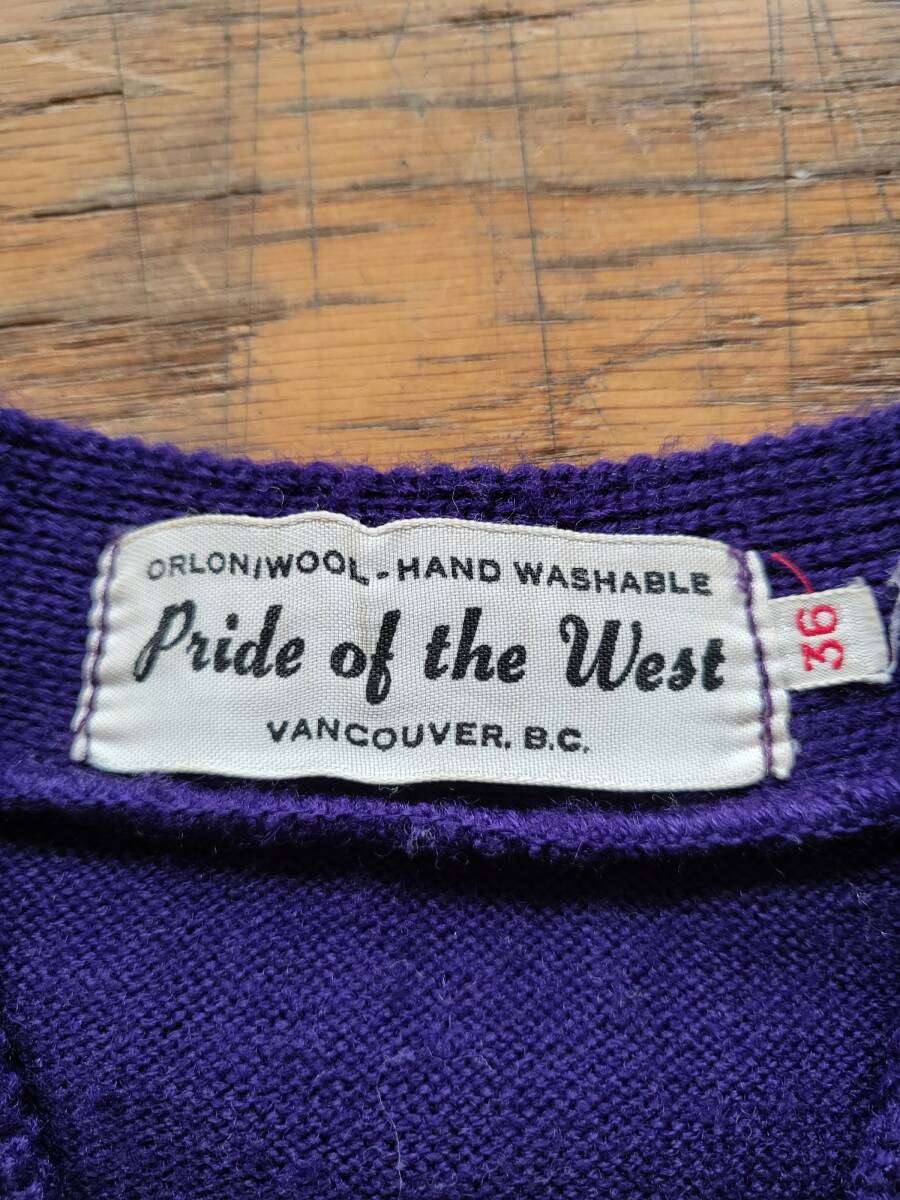 ORLON/WOOL - HAND WASHABLE
Pride of the West
VANCOUVER, B.C.
36